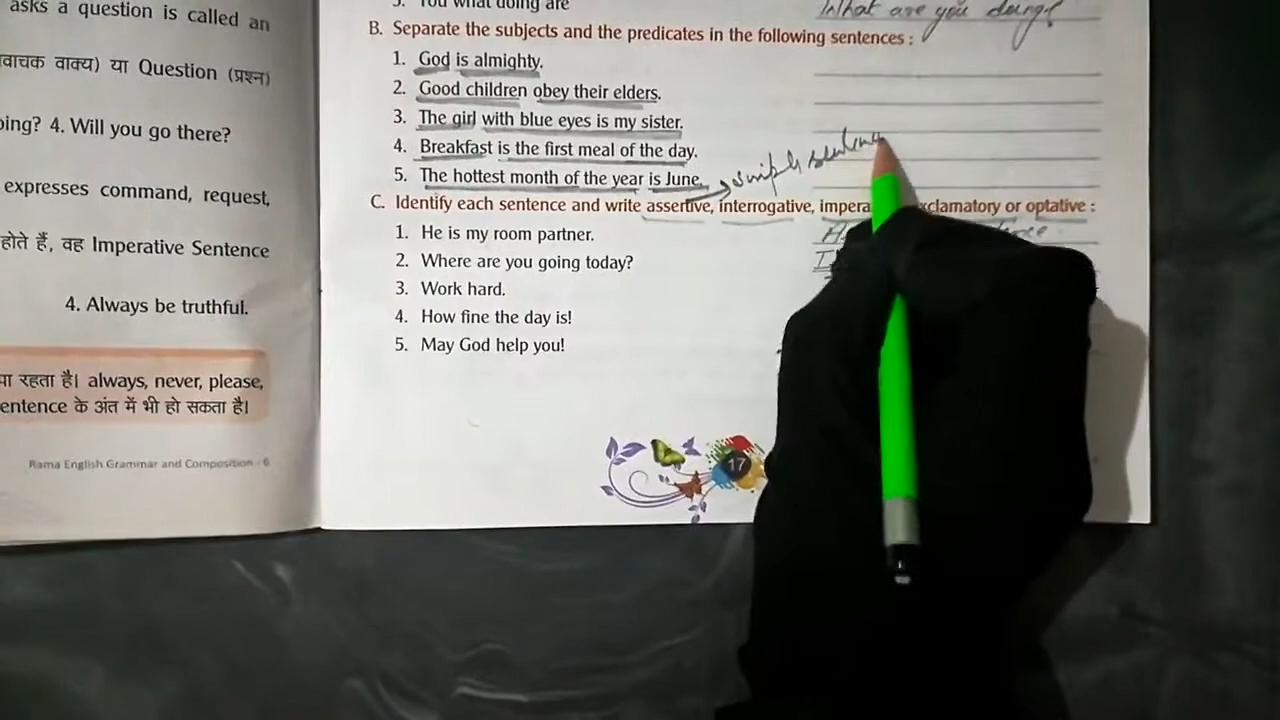 asks a question is called an
वाचक वाक्य) या Question (प्रश्न)
oing? 4. Will you go there?
expresses command, request,
होते हैं, वह Imperative Sentence
4. Always be truthful.
पा रहता है। always, never, please,
entence के अंत में भी हो सकता है।
Rama English Grammar and Composition - 6
5. You what doing are
What are you doing?
B. Separate the subjects and the predicates in the following sentences :
1. God is almighty.
2. Good children obey their elders.
3. The girl with blue eyes is my sister.
4. Breakfast is the first meal of the day.
5. The hottest month of the year is June.
simple sentence
C. Identify each sentence and write assertive, interrogative, impera clamatory or optative :
1. He is my room partner.
2. Where are you going today?
3. Work hard.
4. How fine the day is!
5. May God help you!
17